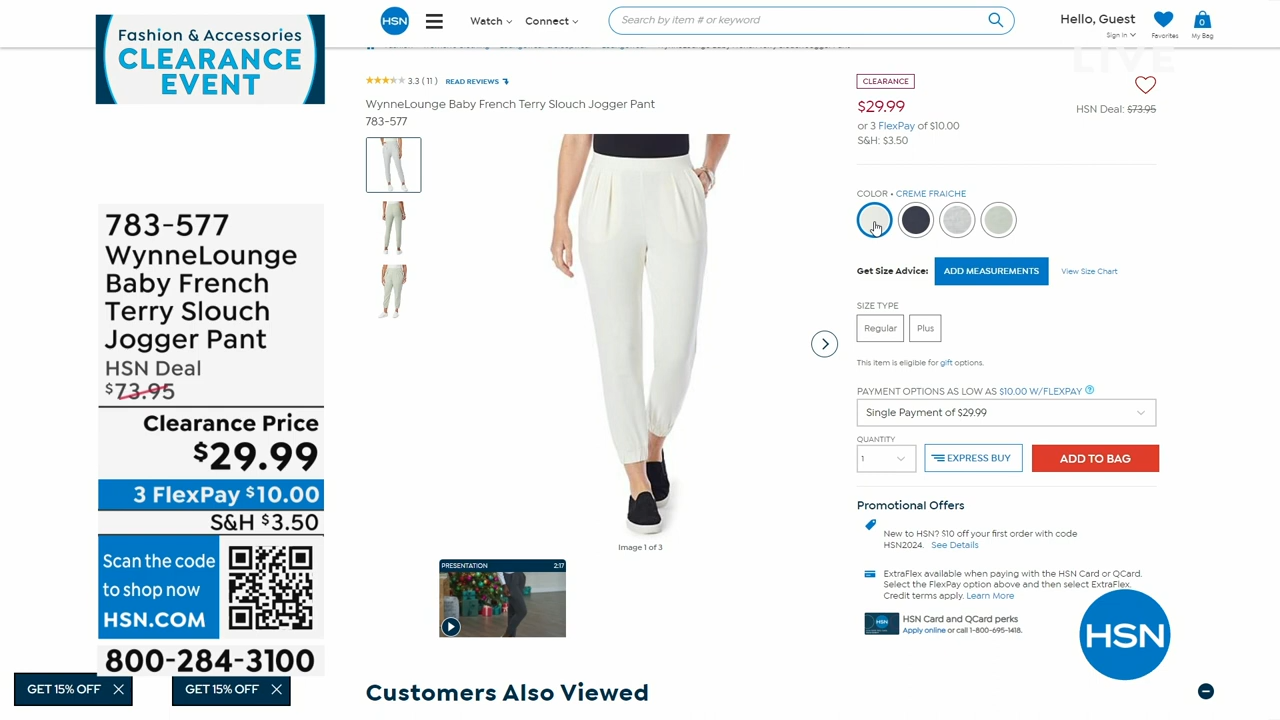 Fashion & Accessories
CLEARANCE
EVENT
HSN
Watch
Connect
Search by item # or keyword
Hello, Guest
Sign In
Favorites
0
My Bag
LIVE
3.3 ( 11 )
READ REVIEWS
WynneLounge Baby French Terry Slouch Jogger Pant
783-577
CLEARANCE
$29.99
HSN Deal: $73.95
or 3 FlexPay of $10.00
S&H: $3.50
COLOR • CREME FRAICHE
Get Size Advice:
ADD MEASUREMENTS
View Size Chart
SIZE TYPE
Regular
Plus
This item is eligible for gift options.
PAYMENT OPTIONS AS LOW AS $10.00 W/FLEXPAY
Single Payment of $29.99
QUANTITY
1
EXPRESS BUY
ADD TO BAG
Promotional Offers
New to HSN? $10 off your first order with code
HSN2024. See Details
ExtraFlex available when paying with the HSN Card or QCard.
Select the FlexPay option above and then select ExtraFlex.
Credit terms apply. Learn More
HSN
HSN Card and QCard perks
Apply online or call 1-800-695-1418.
HSN
Image 1 of 3
PRESENTATION
2:17
783-577
WynneLounge
Baby French
Terry Slouch
Jogger Pant
HSN Deal
$73.95
Clearance Price
$29.99
3 FlexPay $10.00
S&H $3.50
Scan the code
to shop now
HSN.COM
800-284-3100
GET 15% OFF
GET 15% OFF
Customers Also Viewed